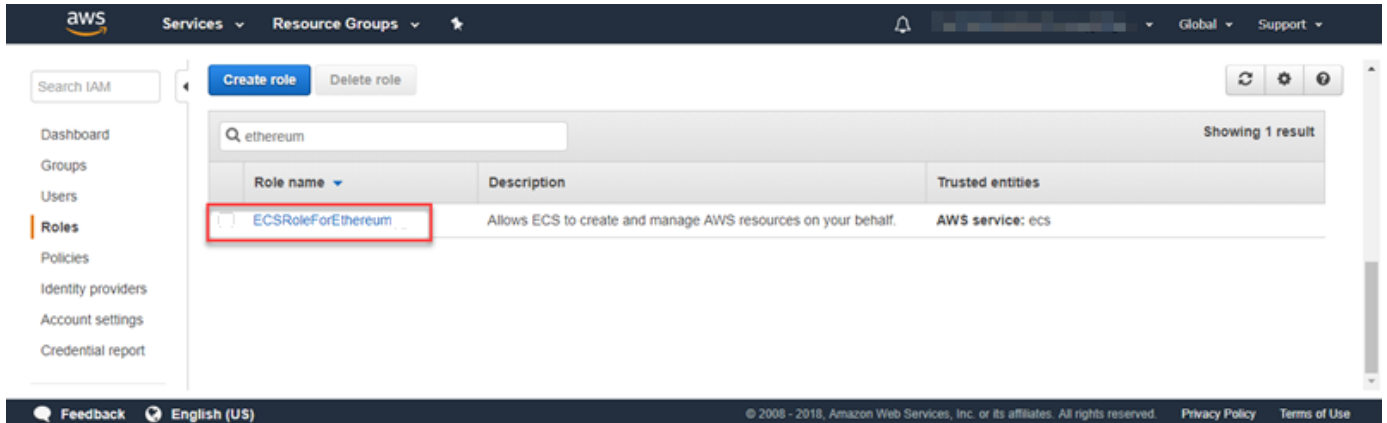 aws Services Resource Groups Global Support
Search IAM
Create role Delete role
Dashboard
Groups
Users
Roles
Policies
Identity providers
Account settings
Credential report
ethereum
Showing 1 result
Role name Description Trusted entities
ECSRoleForEthereum Allows ECS to create and manage AWS resources on your behalf. AWS service: ecs
Feedback English (US) © 2008 - 2018, Amazon Web Services, Inc. or its affiliates. All rights reserved. Privacy Policy Terms of Use